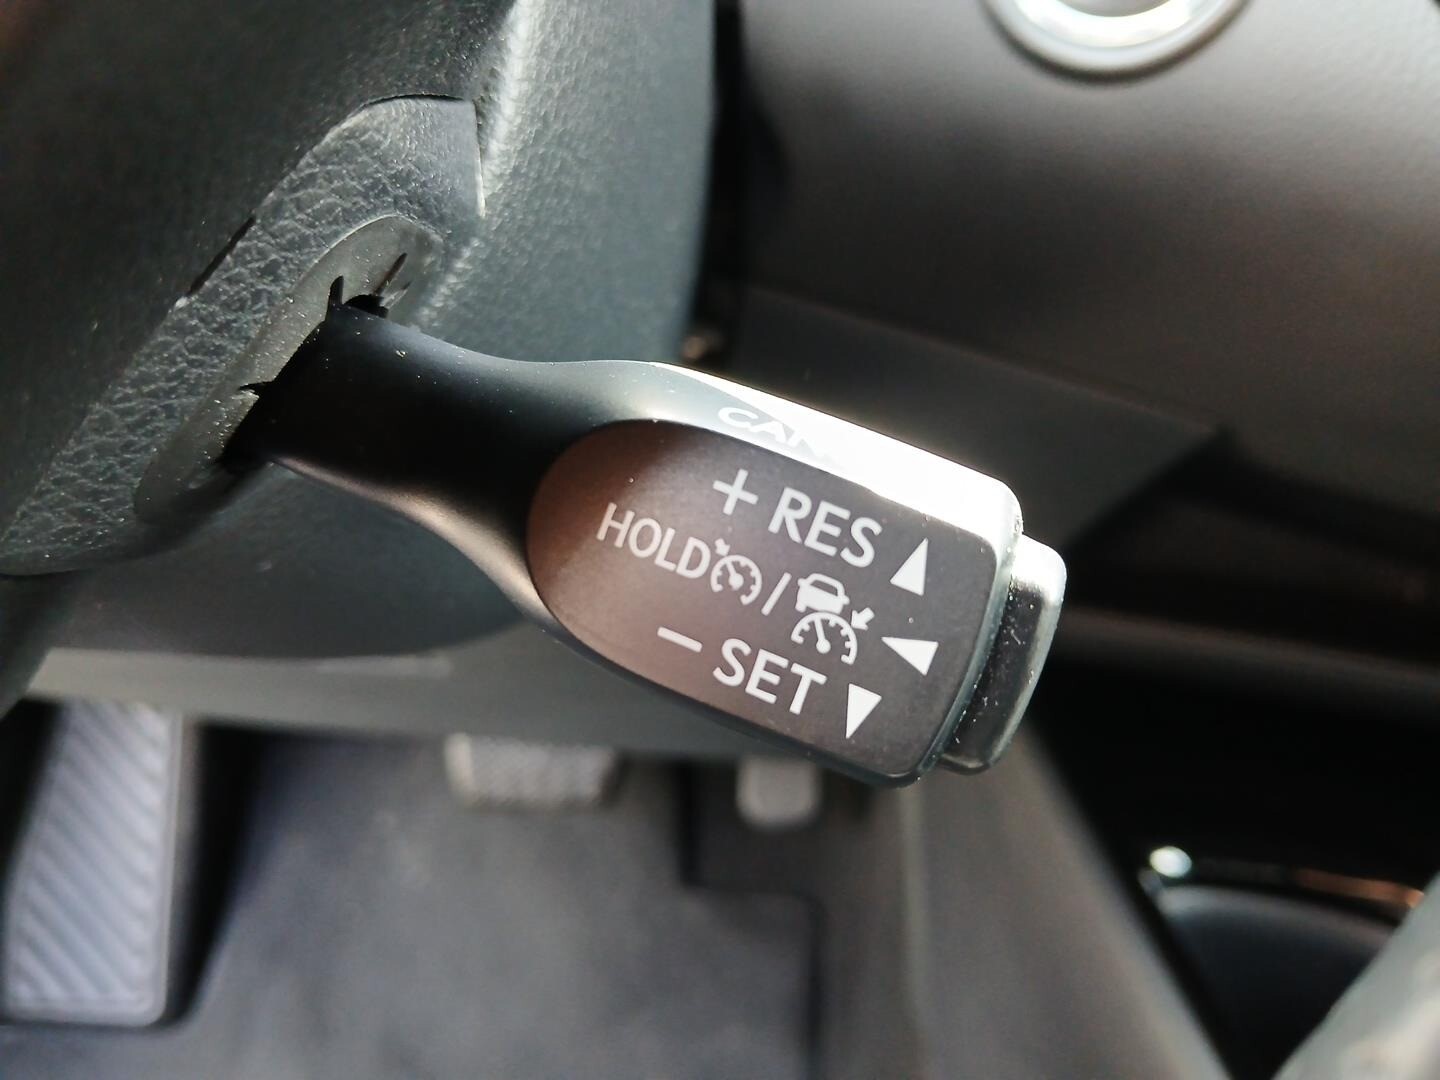 + RES
HOLD /
− SET